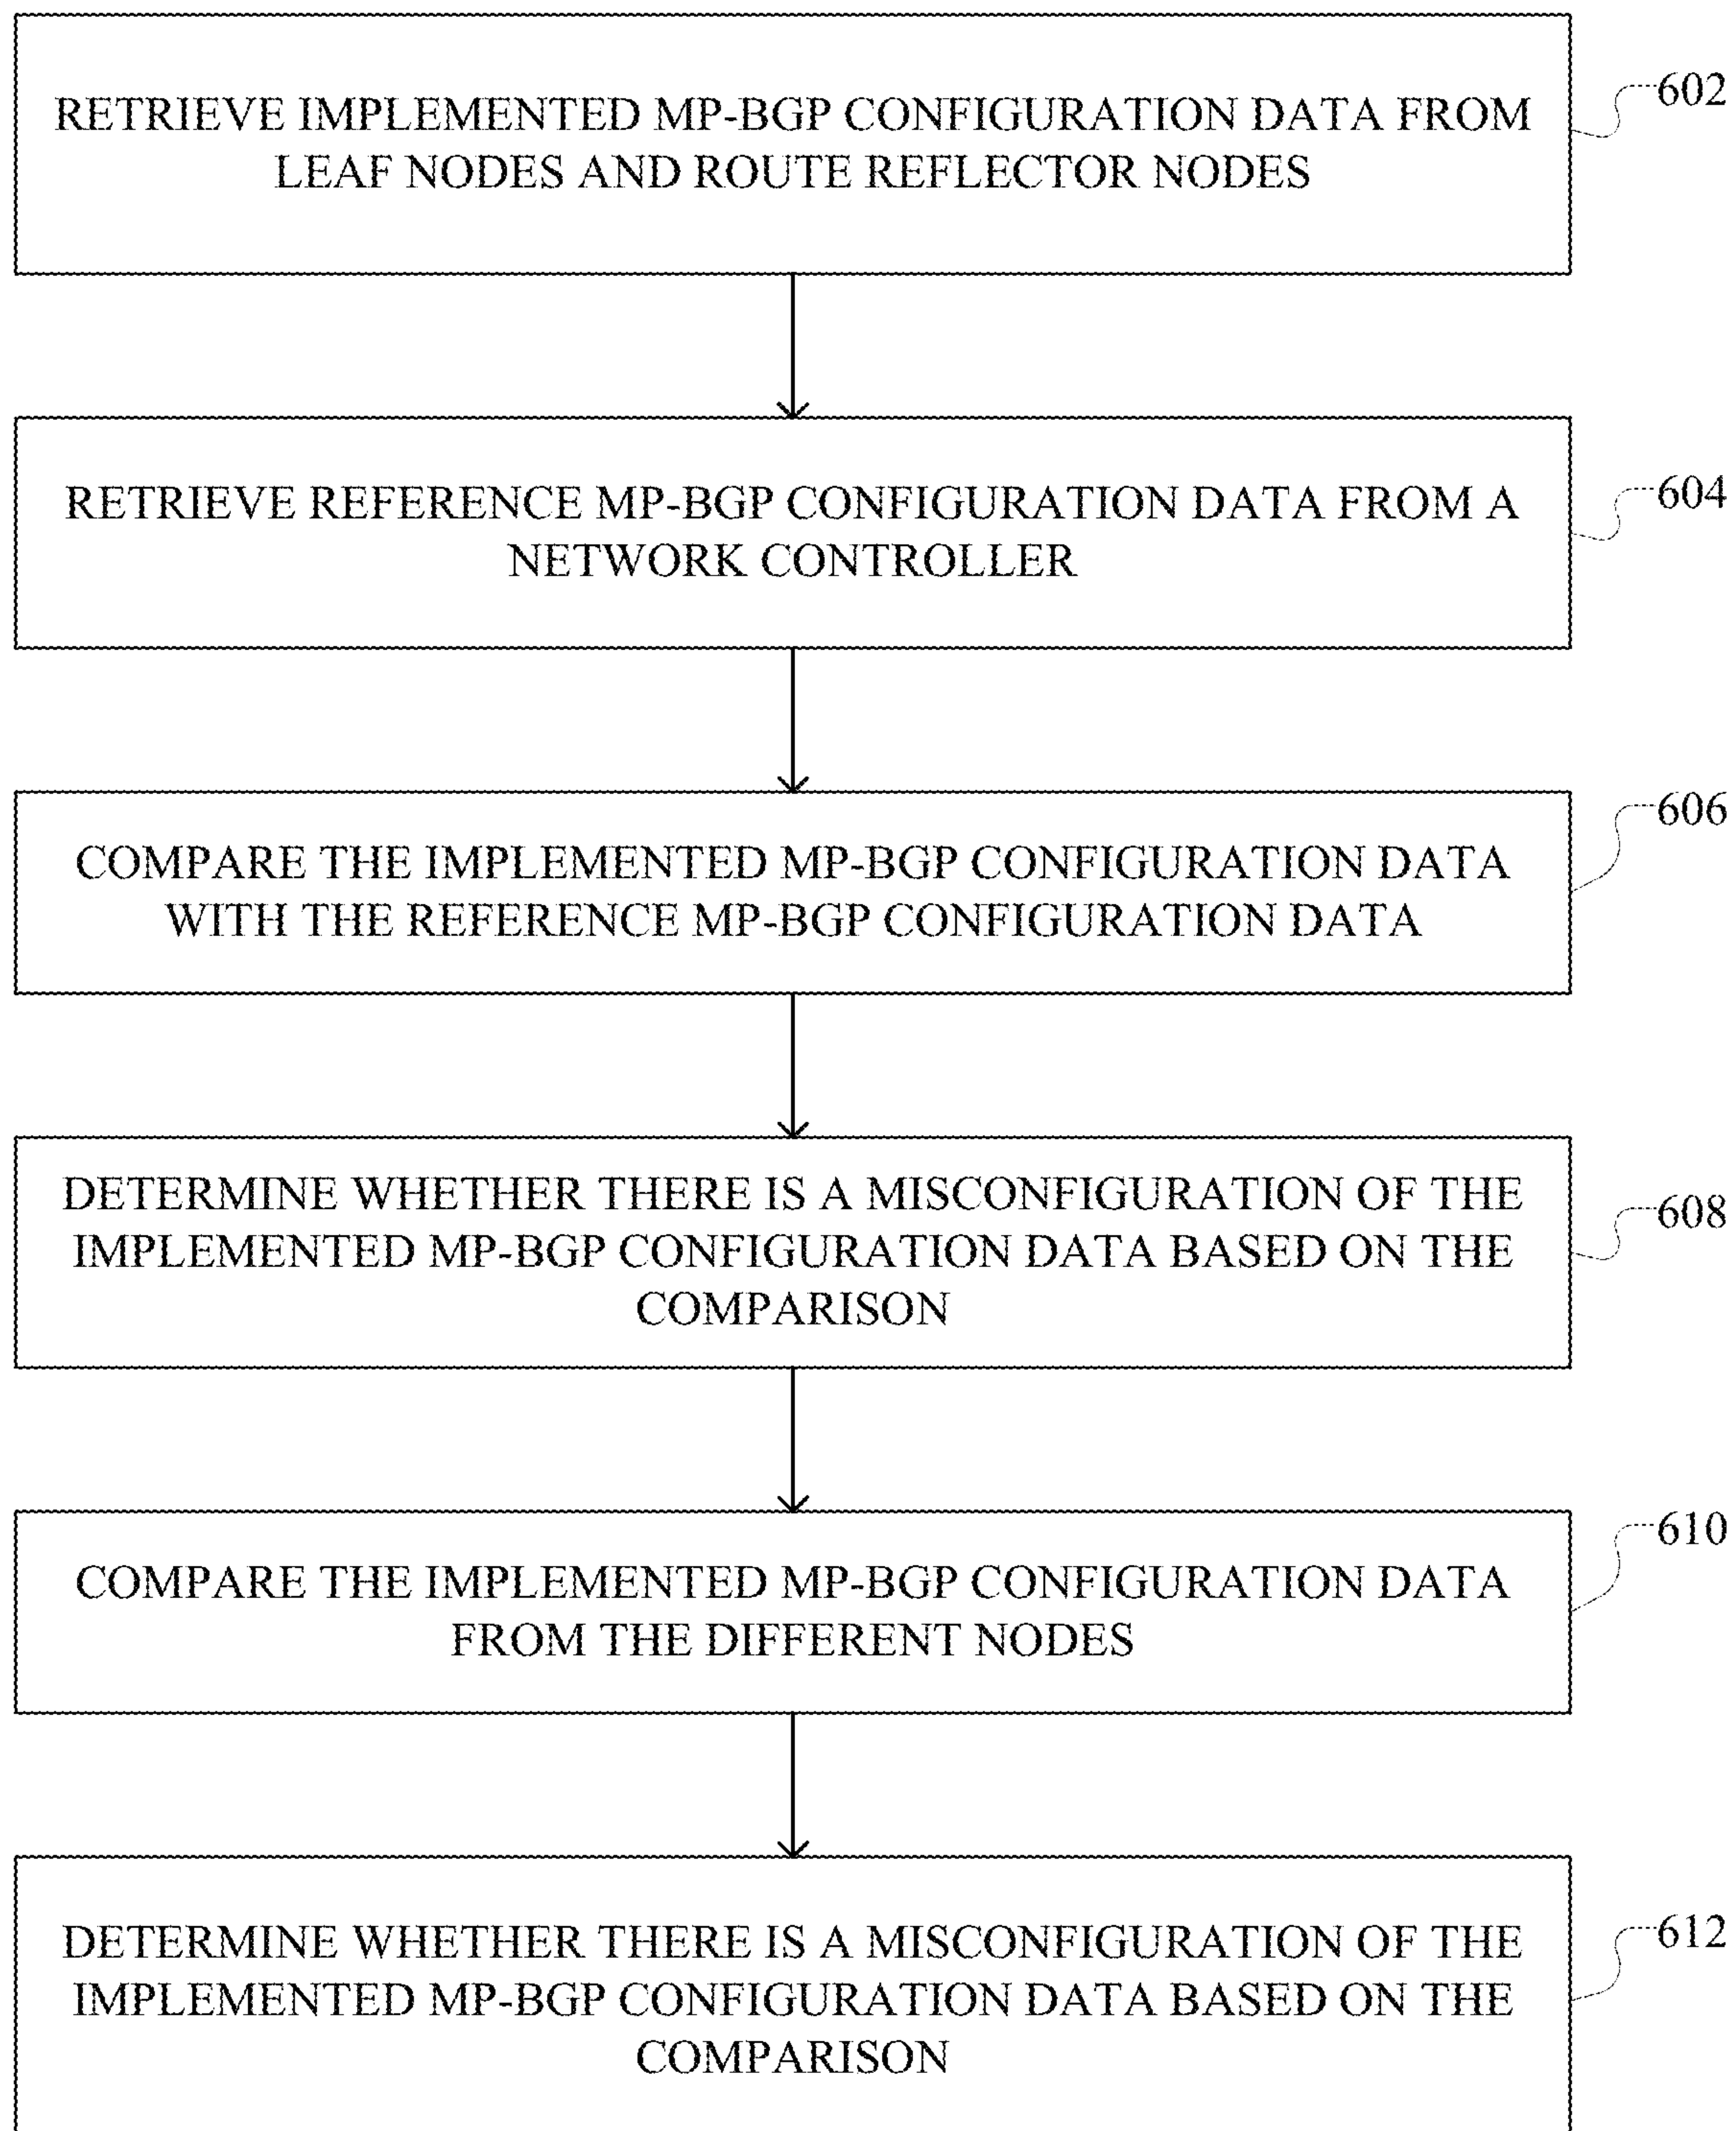 RETRIEVE IMPLEMENTED MP-BGP CONFIGURATION DATA FROM
LEAF NODES AND ROUTE REFLECTOR NODES
602
RETRIEVE REFERENCE MP-BGP CONFIGURATION DATA FROM A
NETWORK CONTROLLER
604
COMPARE THE IMPLEMENTED MP-BGP CONFIGURATION DATA
WITH THE REFERENCE MP-BGP CONFIGURATION DATA
606
DETERMINE WHETHER THERE IS A MISCONFIGURATION OF THE
IMPLEMENTED MP-BGP CONFIGURATION DATA BASED ON THE
COMPARISON
608
COMPARE THE IMPLEMENTED MP-BGP CONFIGURATION DATA
FROM THE DIFFERENT NODES
610
DETERMINE WHETHER THERE IS A MISCONFIGURATION OF THE
IMPLEMENTED MP-BGP CONFIGURATION DATA BASED ON THE
COMPARISON
612